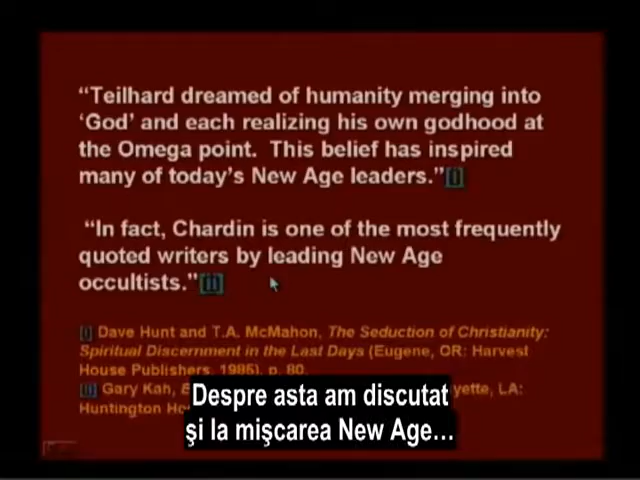 “Teilhard dreamed of humanity merging into
‘God’ and each realizing his own godhood at
the Omega point. This belief has inspired
many of today’s New Age leaders.”[i]
“In fact, Chardin is one of the most frequently
quoted writers by leading New Age
occultists.”[ii]
[i] Dave Hunt and T.A. McMahon, The Seduction of Christianity:
Spiritual Discernment in the Last Days (Eugene, OR: Harvest
House Publishers, 1985), p. 80.
[ii] Gary Kah, LA:
Huntington
Despre asta am discutat
şi la mişcarea New Age...